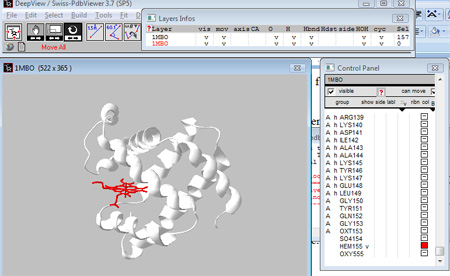 DeepView / Swiss-PdbViewer 3.7 (SP5)
File Edit Select Build Tools
Move All
Layers Infos
Layer vis mov axis CA O H Hbnd Hdst side HOH cyc Sel
1MBO v v v v v v v v 157
1MBO v v v v v v v v 0
1MBO (522 x 365)
Control Panel
1MBO
visible ? can move
group show side labl ribn col
A h ARG139
A h LYS140
A h ASP141
A h ILE142
A h ALA143
A h ALA144
A h LYS145
A h TYR146
A h LYS147
A h GLU148
A h LEU149
A GLY150
A TYR151
A GLN152
A GLY153
A OXT153
SO4154
HEM155 v
OXY555